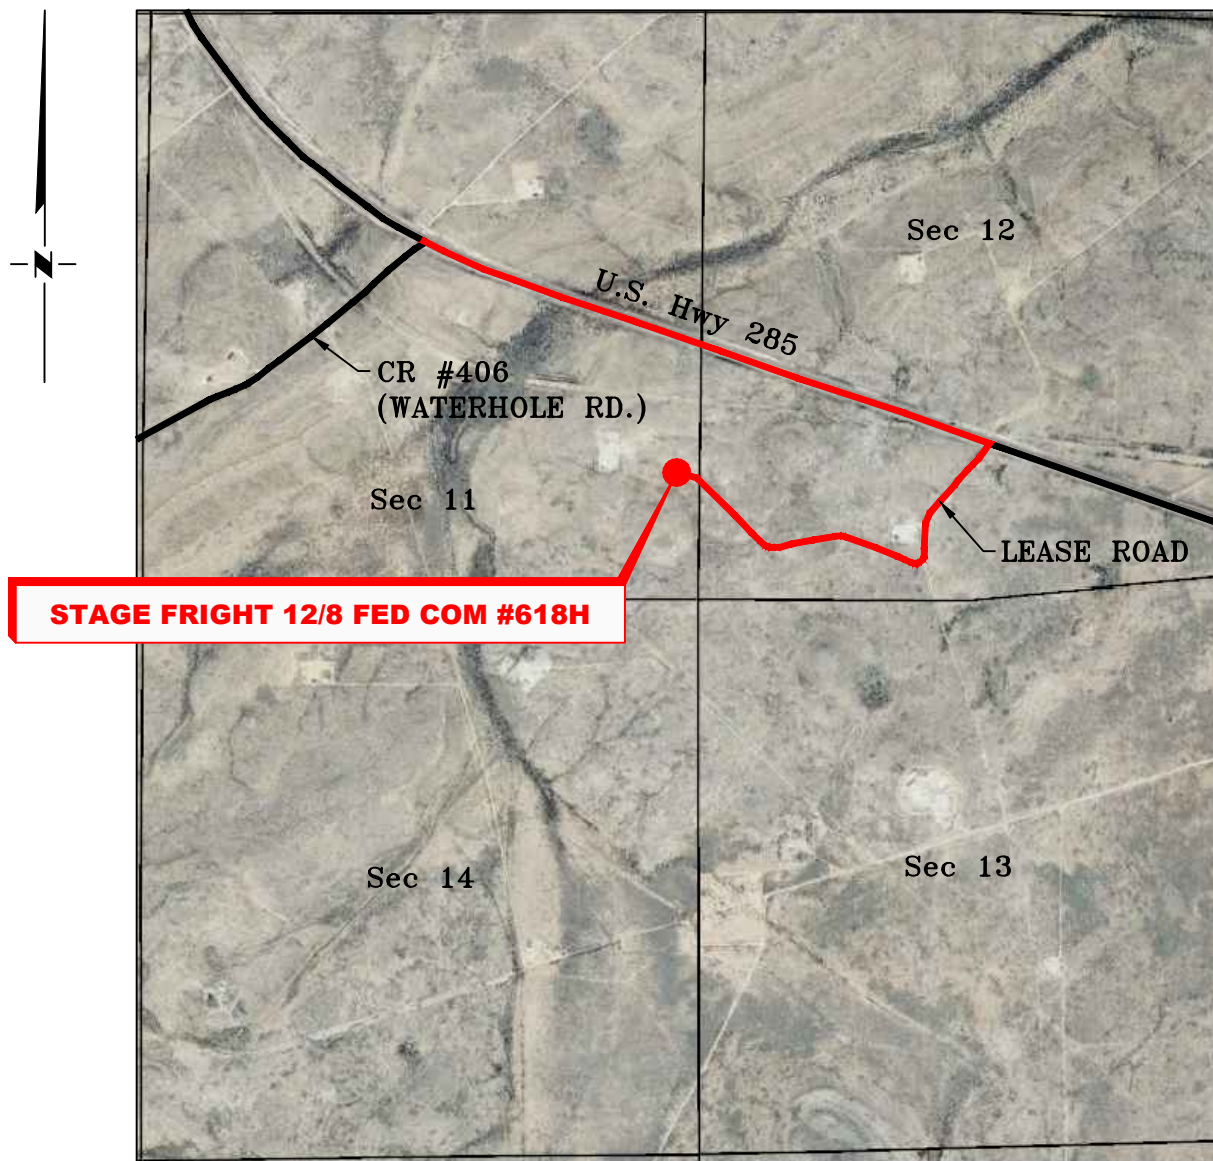 N
Sec 12
U.S. Hwy 285
CR #406
(WATERHOLE RD.)
Sec 11
LEASE ROAD
STAGE FRIGHT 12/8 FED COM #618H
Sec 14
Sec 13